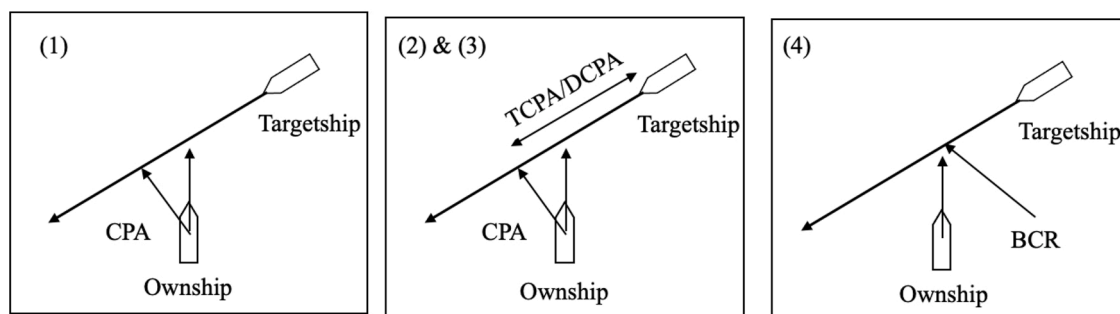 (1)
Targetship
CPA
Ownship
(2) & (3)
TCPA/DCPA
Targetship
CPA
Ownship
(4)
Targetship
BCR
Ownship